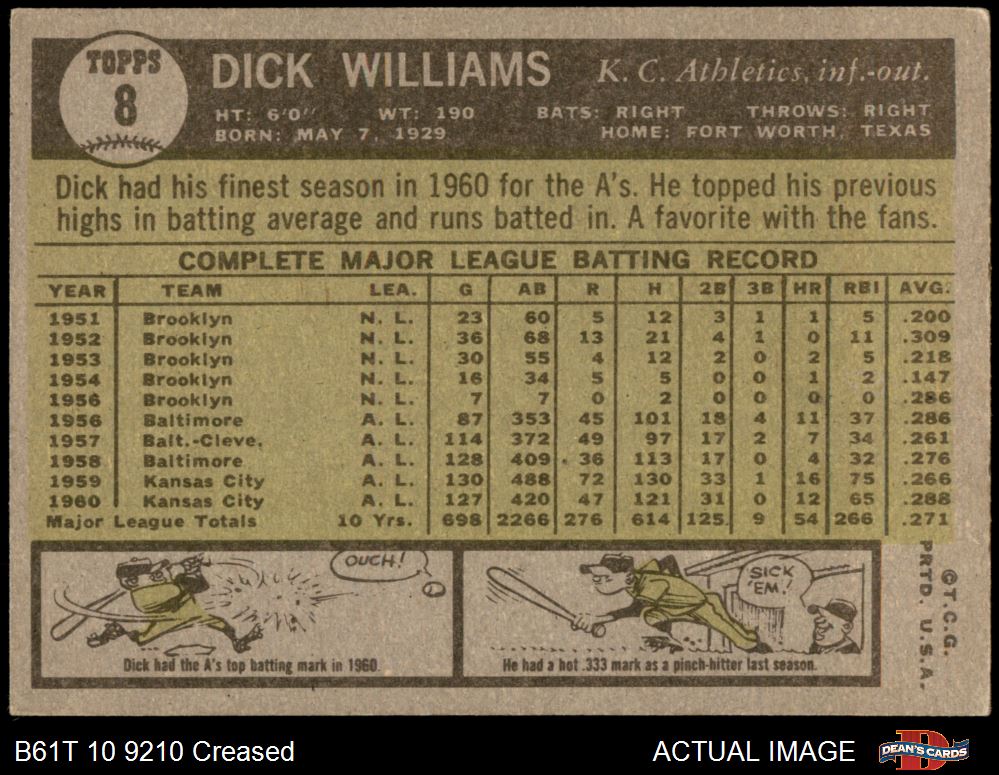 TOPPS
8
DICK WILLIAMS K. C. Athletics, inf.-out.
HT: 6'0" WT: 190 BATS: RIGHT THROWS: RIGHT
BORN: MAY 7, 1929 HOME: FORT WORTH, TEXAS
Dick had his finest season in 1960 for the A's. He topped his previous
highs in batting average and runs batted in. A favorite with the fans.
COMPLETE MAJOR LEAGUE BATTING RECORD
YEAR TEAM LEA. G AB R H 2B 3B HR RBI AVG.
1951 Brooklyn N. L. 23 60 5 12 3 1 1 5 .200
1952 Brooklyn N. L. 36 68 13 21 4 1 0 11 .309
1953 Brooklyn N. L. 30 55 4 12 2 0 2 5 .218
1954 Brooklyn N. L. 16 34 5 5 0 0 1 2 .147
1956 Brooklyn N. L. 7 7 0 2 0 0 0 0 .286
1956 Baltimore A. L. 87 353 45 101 18 4 11 37 .286
1957 Balt.-Cleve. A. L. 114 372 49 97 17 2 7 34 .261
1958 Baltimore A. L. 128 409 36 113 17 0 4 32 .276
1959 Kansas City A. L. 130 488 72 130 33 1 16 75 .266
1960 Kansas City A. L. 127 420 47 121 31 0 12 65 .288
Major League Totals 10 Yrs. 698 2266 276 614 125 9 54 266 .271
OUCH!
Dick had the A's top batting mark in 1960.
SICK
'EM!
He had a hot .333 mark as a pinch-hitter last season.
©T.C.G.
PRT'D. U.S.A.
B61T 10 9210 Creased ACTUAL IMAGE
DEAN'S CARDS